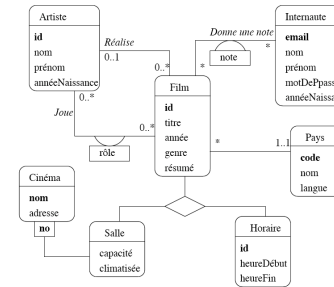 Artiste
id
nom
prénom
annéeNaissance
Réalise
0..1
0..*
Joue
0..*
0..*
rôle
Film
id
titre
année
genre
résumé
Donne une note
*
*
note
Internaute
email
nom
prénom
motDePpass
annéeNaissa
*
1..1
Pays
code
nom
langue
Cinéma
nom
adresse
no
Salle
capacité
climatisée
Horaire
id
heureDébut
heureFin